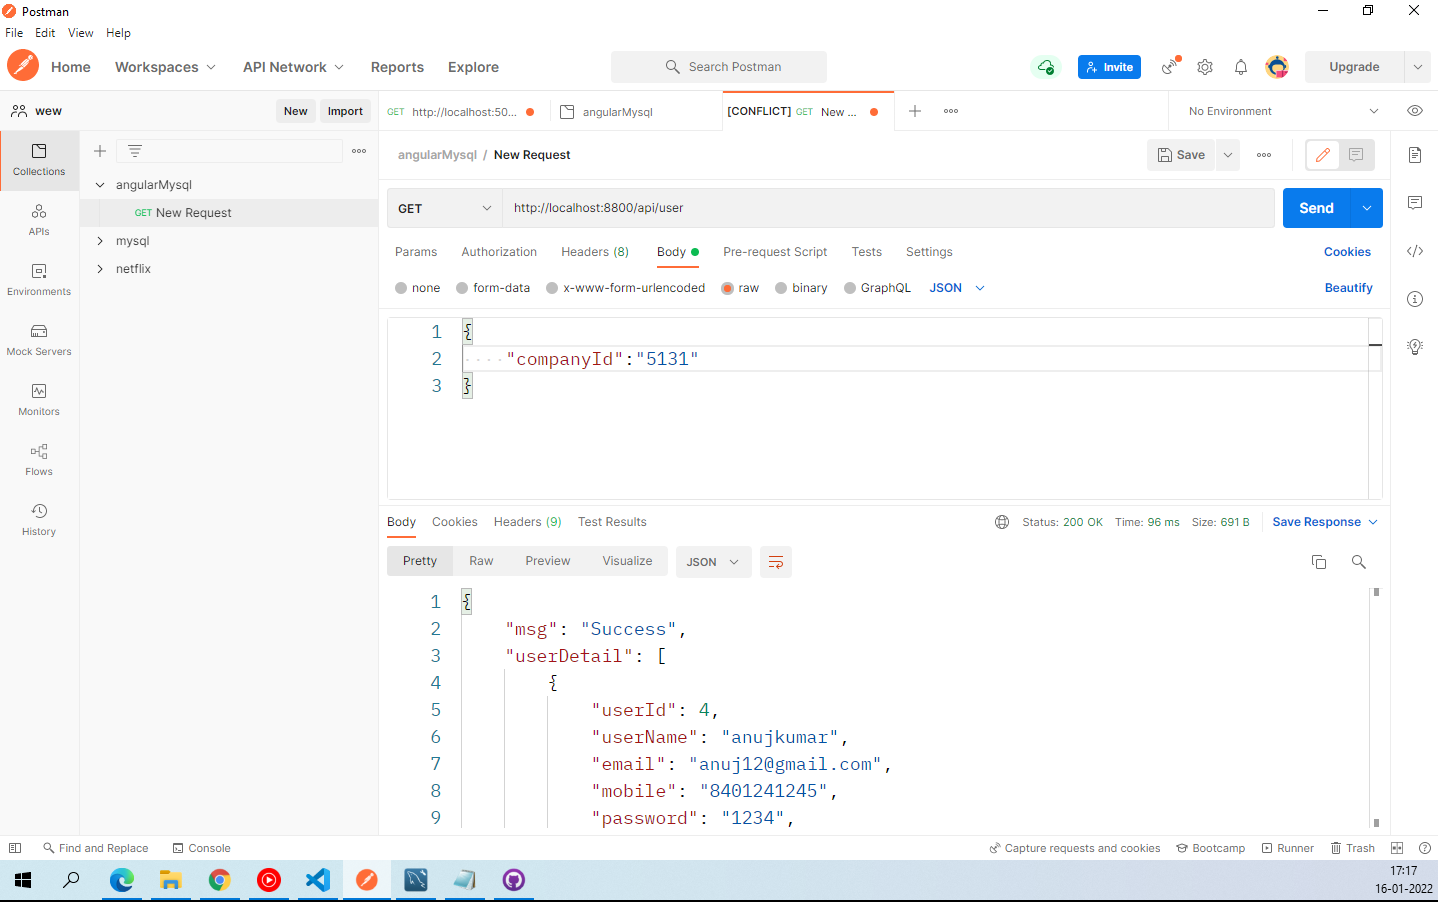 Postman
File Edit View Help
Home Workspaces API Network Reports Explore Search Postman Invite Upgrade
wew New Import GET http://localhost:50... angularMysql [CONFLICT] GET New ... No Environment
angularMysql / New Request Save
Collections
APIs
Environments
Mock Servers
Monitors
Flows
History
angularMysql
GET New Request
mysql
netflix
GET http://localhost:8800/api/user Send
Params Authorization Headers (8) Body Pre-request Script Tests Settings Cookies
none form-data x-www-form-urlencoded raw binary GraphQL JSON Beautify
1 {
2 "companyId":"5131"
3 }
Body Cookies Headers (9) Test Results Status: 200 OK Time: 96 ms Size: 691 B Save Response
Pretty Raw Preview Visualize JSON
1 {
2 "msg": "Success",
3 "userDetail": [
4 {
5 "userId": 4,
6 "userName": "anujkumar",
7 "email": "anuj12@gmail.com",
8 "mobile": "8401241245",
9 "password": "1234",
Find and Replace Console Capture requests and cookies Bootcamp Runner Trash
17:17
16-01-2022